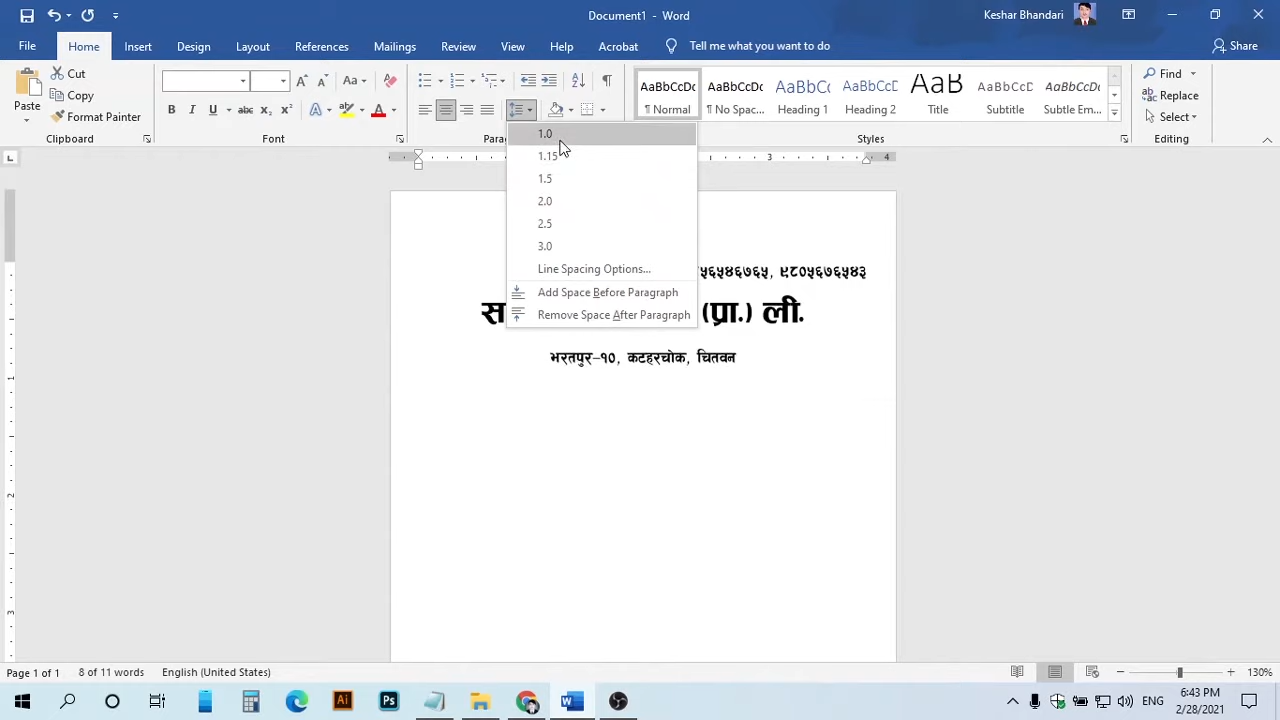 Document1 - Word
Keshar Bhandari
File Home Insert Design Layout References Mailings Review View Help Acrobat Tell me what you want to do Share
Paste
Cut
Copy
Format Painter
Clipboard
Font
AaBbCcDc ¶ Normal
AaBbCcDc ¶ No Spac...
AaBbCc Heading 1
AaBbCcC Heading 2
AaB Title
AaBbCcD Subtitle
AaBbCcDc Subtle Em...
Styles
Find
Replace
Select
Editing
1.0
1.15
1.5
2.0
2.5
3.0
Line Spacing Options...
Add Space Before Paragraph
Remove Space After Paragraph
५६५४६७६५, ९८०५६७६५४३
(प्रा.) ली.
भरतपुर-१०, कटहरचोक, चितवन
Page 1 of 1 8 of 11 words English (United States) 130%
ENG
6:43 PM
2/28/2021